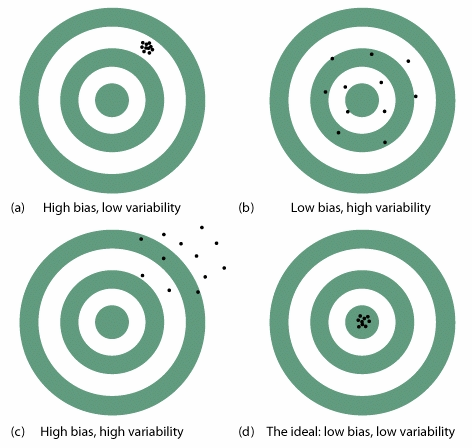 (a) High bias, low variability
(b) Low bias, high variability
(c) High bias, high variability
(d) The ideal: low bias, low variability